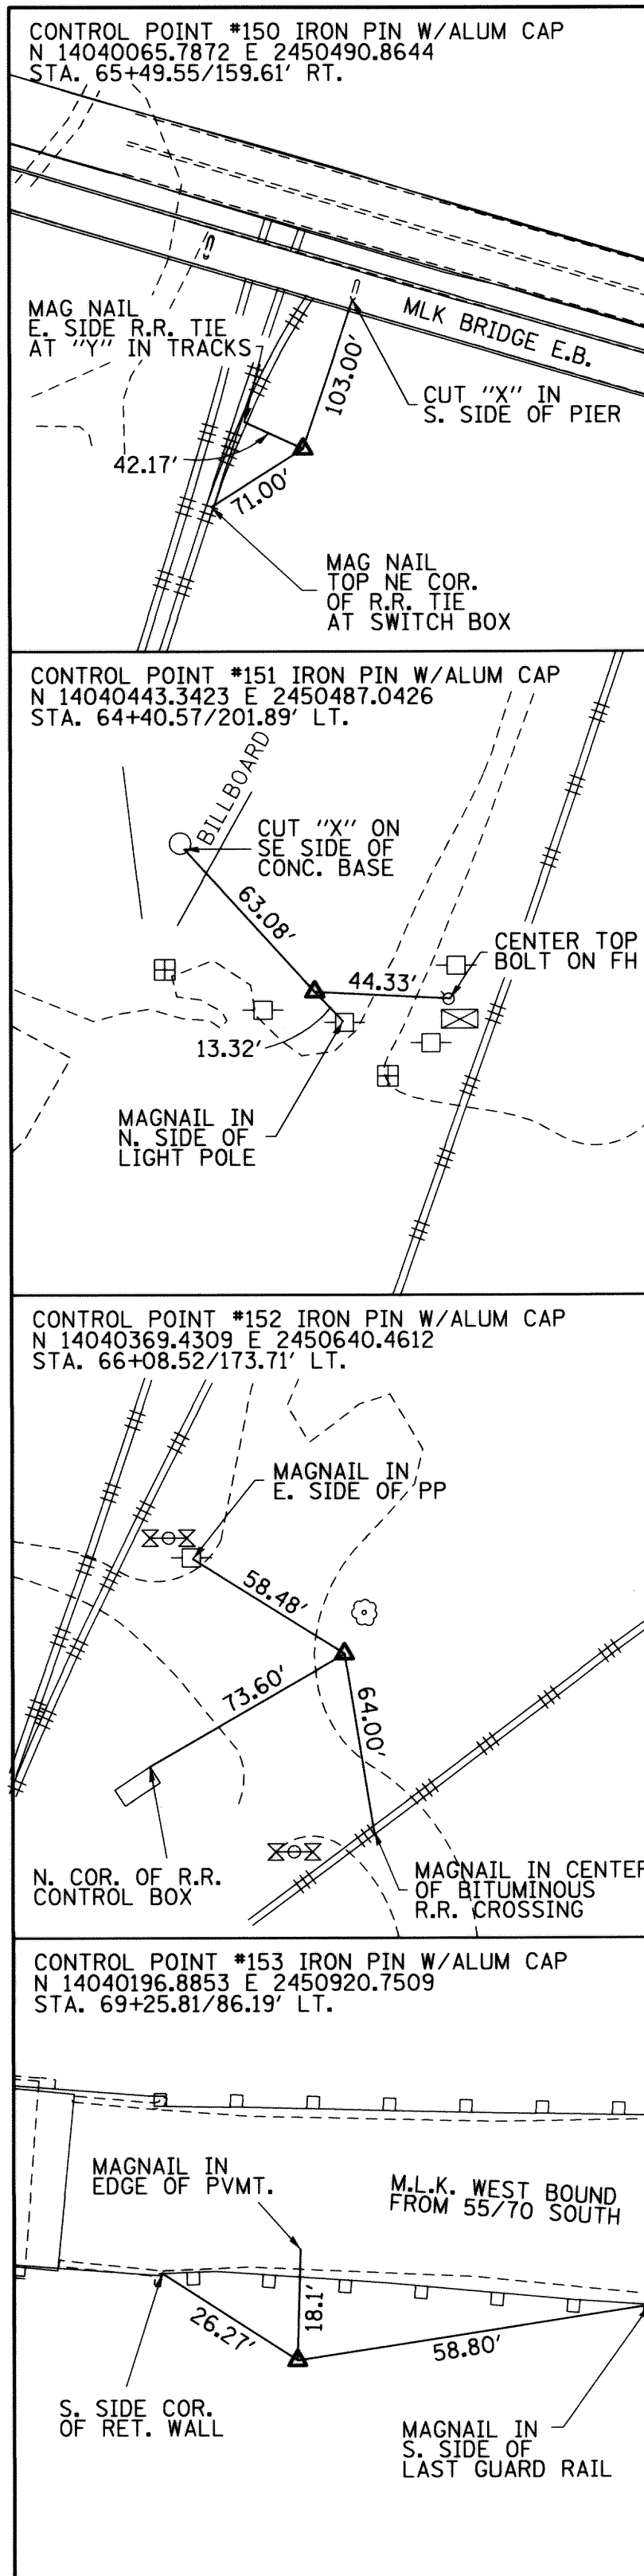 CONTROL POINT #150 IRON PIN W/ALUM CAP
N 14040065.7872 E 2450490.8644
STA. 65+49.55/159.61' RT.
MAG NAIL
E. SIDE R.R. TIE
AT "Y" IN TRACKS
103.00'
MLK BRIDGE E.B.
CUT "X" IN
S. SIDE OF PIER
42.17'
71.00'
MAG NAIL
TOP NE COR.
OF R.R. TIE
AT SWITCH BOX
CONTROL POINT #151 IRON PIN W/ALUM CAP
N 14040443.3423 E 2450487.0426
STA. 64+40.57/201.89' LT.
BILLBOARD
CUT "X" ON
SE SIDE OF
CONC. BASE
63.08'
CENTER TOP
BOLT ON FH
44.33'
13.32'
MAGNAIL IN
N. SIDE OF
LIGHT POLE
CONTROL POINT #152 IRON PIN W/ALUM CAP
N 14040369.4309 E 2450640.4612
STA. 66+08.52/173.71' LT.
MAGNAIL IN
E. SIDE OF PP
58.48'
73.60'
64.00'
N. COR. OF R.R.
CONTROL BOX
MAGNAIL IN CENTER
OF BITUMINOUS
R.R. CROSSING
CONTROL POINT #153 IRON PIN W/ALUM CAP
N 14040196.8853 E 2450920.7509
STA. 69+25.81/86.19' LT.
MAGNAIL IN
EDGE OF PVMT.
M.L.K. WEST BOUND
FROM 55/70 SOUTH
26.27'
18.1'
58.80'
S. SIDE COR.
OF RET. WALL
MAGNAIL IN
S. SIDE OF
LAST GUARD RAIL